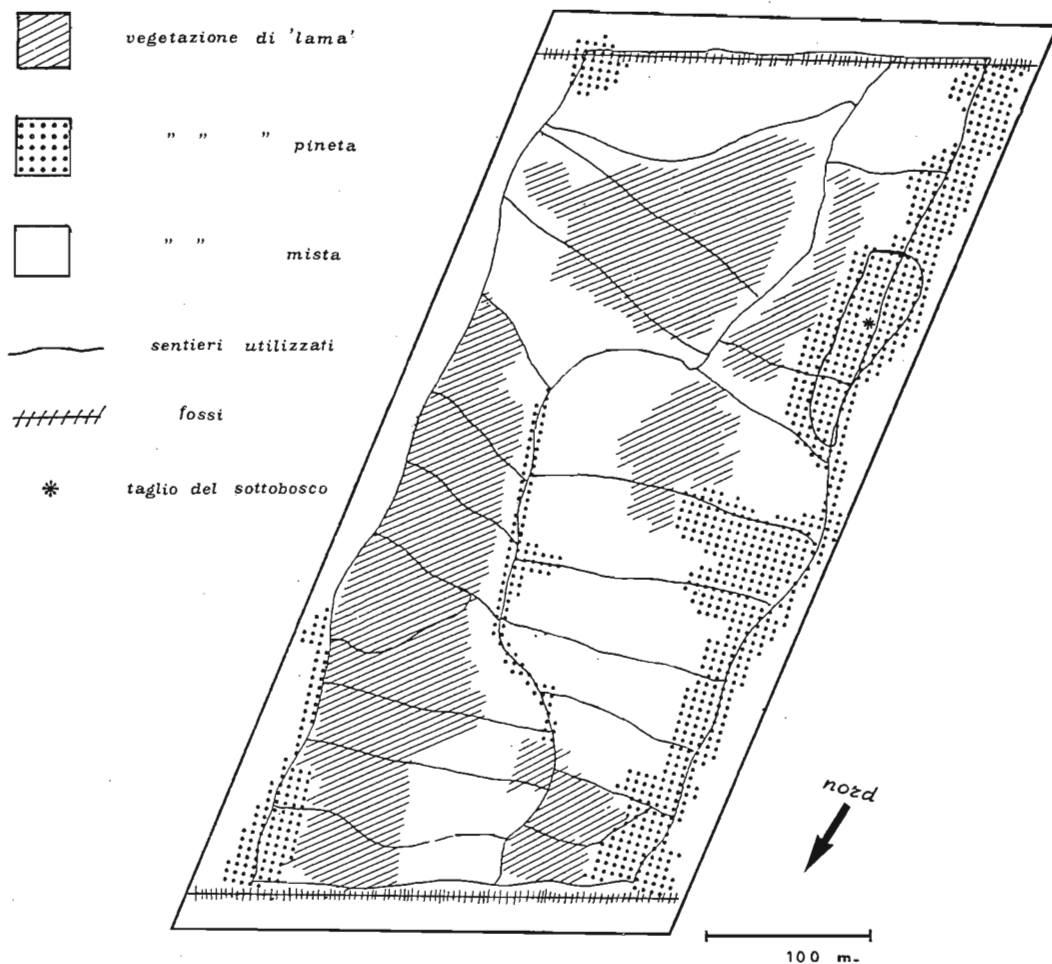 vegetazione di 'lama'
" " " pineta
" " mista
sentieri utilizzati
fossi
taglio del sottobosco
nord
100 m.